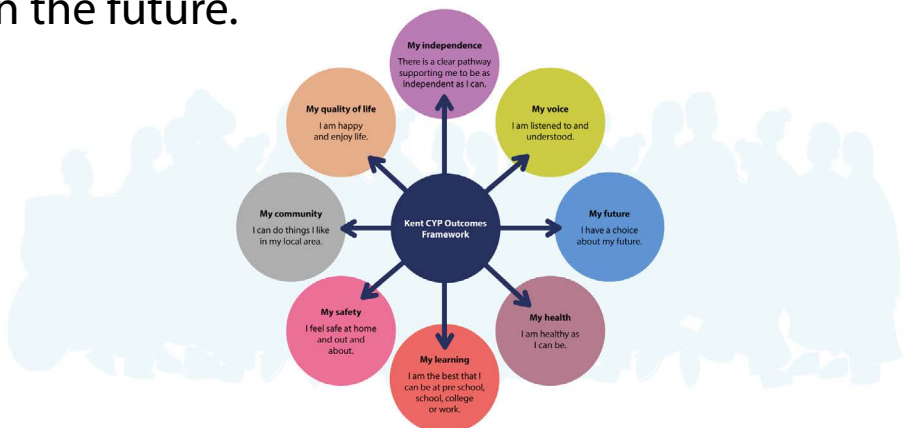 n the future.
My independence
There is a clear pathway
supporting me to be as
independent as I can.
My quality of life
I am happy
and enjoy life.
My voice
I am listened to and
understood.
My community
I can do things I like
in my local area.
Kent CYP Outcomes
Framework
My future
I have a choice
about my future.
My safety
I feel safe at home
and out and
about.
My health
I am healthy as
I can be.
My learning
I am the best that I
can be at pre school,
school, college
or work.